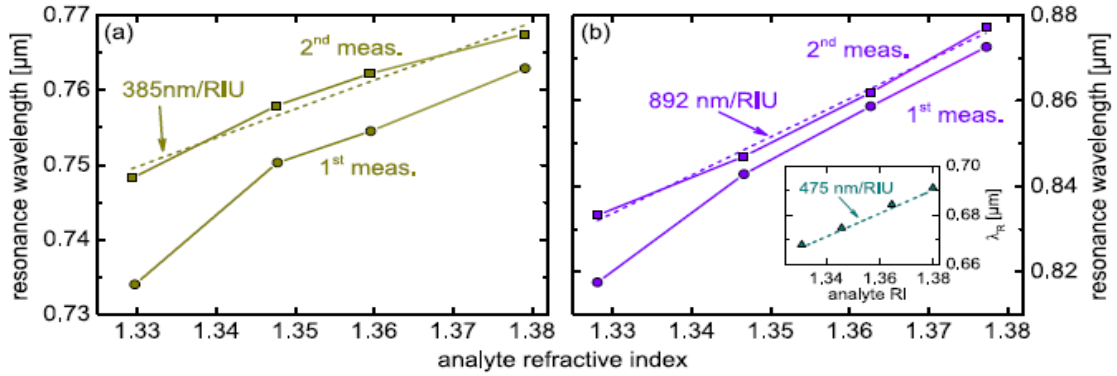 0.77
0.76
0.75
0.74
0.73
resonance wavelength [µm]
(a)
2nd meas.
385nm/RIU
1st meas.
1.33 1.34 1.35 1.36 1.37 1.38
(b)
2nd meas.
892 nm/RIU
1st meas.
475 nm/RIU
0.70
0.68
0.66
λR [µm]
1.34 1.36 1.38
analyte RI
1.33 1.34 1.35 1.36 1.37 1.38
0.88
0.86
0.84
0.82
resonance wavelength [µm]
analyte refractive index